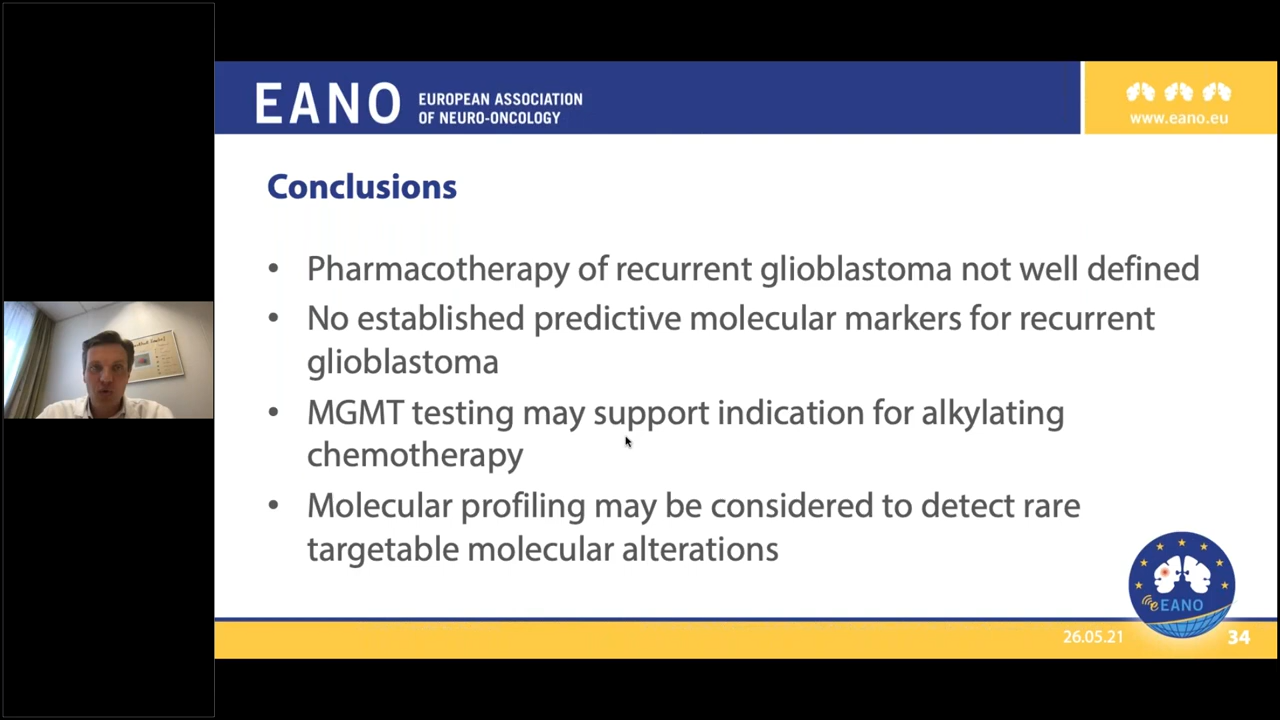 EANO
EUROPEAN ASSOCIATION
OF NEURO-ONCOLOGY
www.eano.eu
Conclusions
• Pharmacotherapy of recurrent glioblastoma not well defined
• No established predictive molecular markers for recurrent
glioblastoma
• MGMT testing may support indication for alkylating
chemotherapy
• Molecular profiling may be considered to detect rare
targetable molecular alterations
eEANO
26.05.21
34